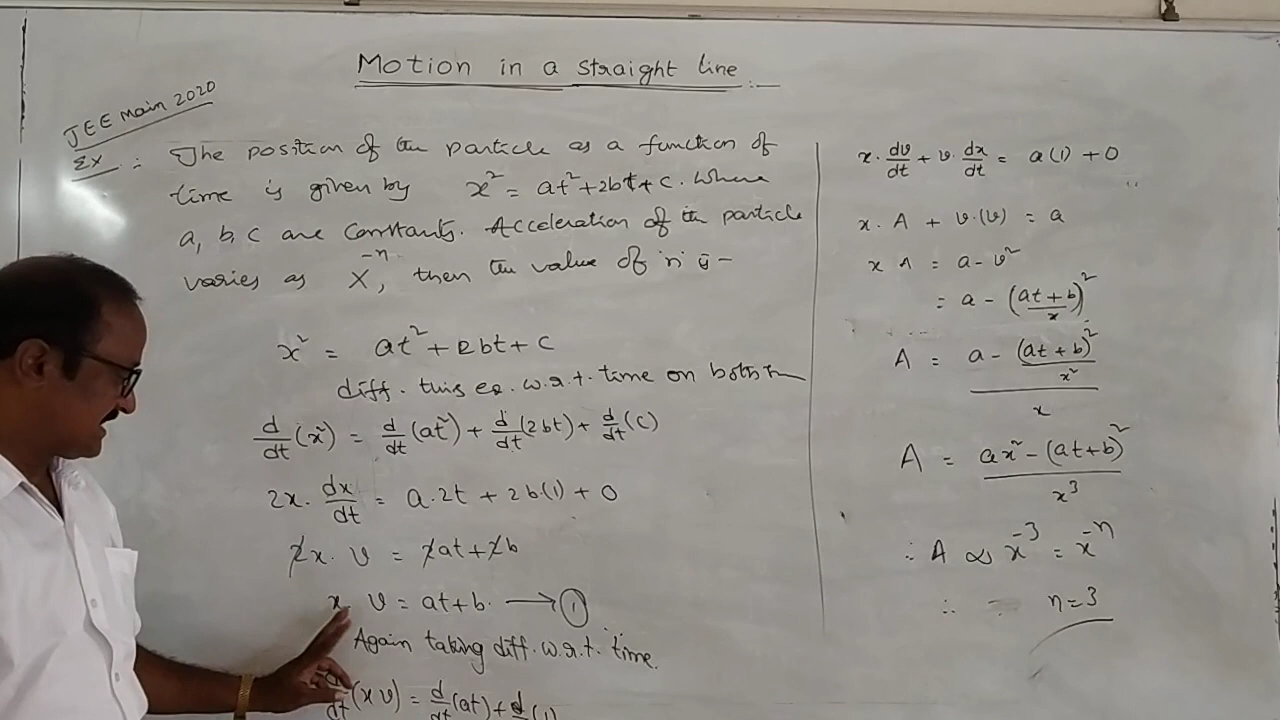 Motion in a straight line :-
JEE Main 2020
Ex :- The position of the particle as a function of
time is given by x² = at² + 2bt + c. Where
a, b, c are constants. Acceleration of the particle
varies as X⁻ⁿ, then the value of 'n' is -
x² = at² + 2bt + c
diff. this eq. w.r.t. time on both
d/dt (x²) = d/dt (at²) + d/dt (2bt) + d/dt (c)
2x · dx/dt = a·2t + 2b(1) + 0
2x · v = 2at + 2b
x v = at + b. → ①
Again taking diff. w.r.t. time.
d/dt (x v) = d/dt (at) + d/dt
x · dv/dt + v · dx/dt = a(1) + 0
x · A + v·(v) = a
x A = a - v²
= a - ((at + b)/x)²
A = (a - (at + b)²/x²)/x
A = (ax² - (at+b)²)/x³
∴ A ∝ x⁻³ = x⁻ⁿ
∴ n = 3